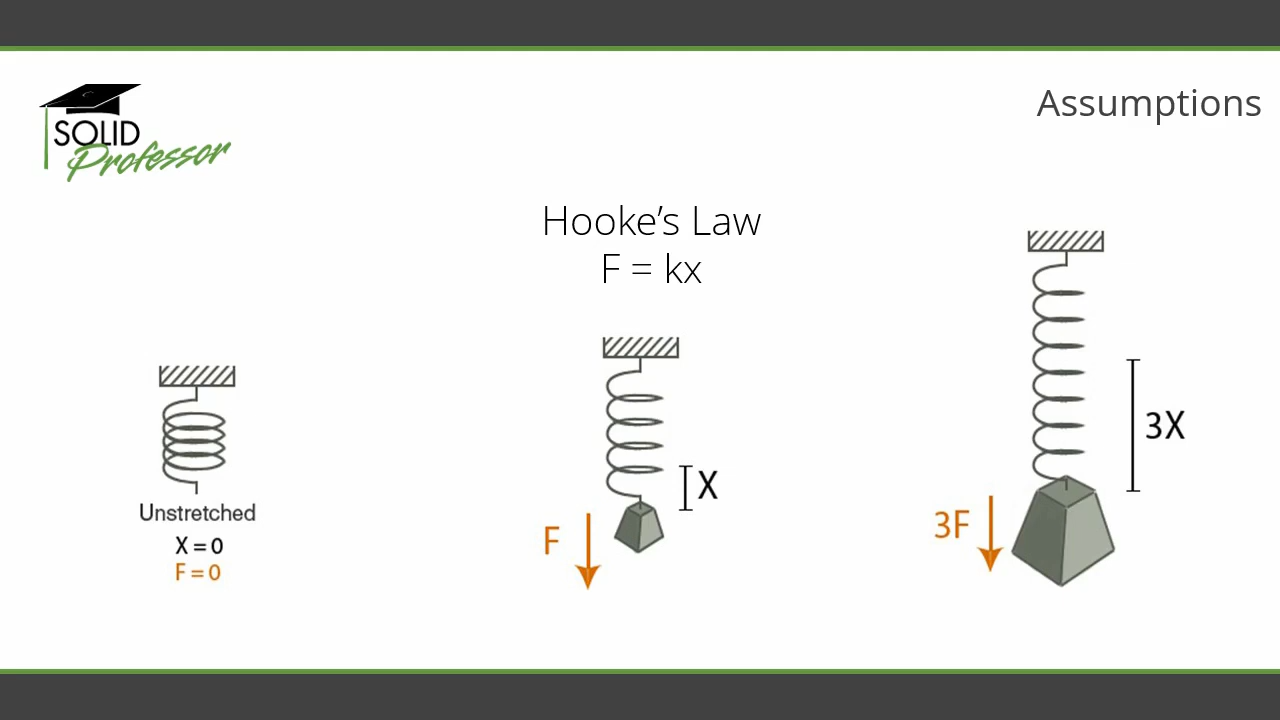 SOLID
Professor
Assumptions
Hooke’s Law
F = kx
Unstretched
X = 0
F = 0
F
X
3F
3X